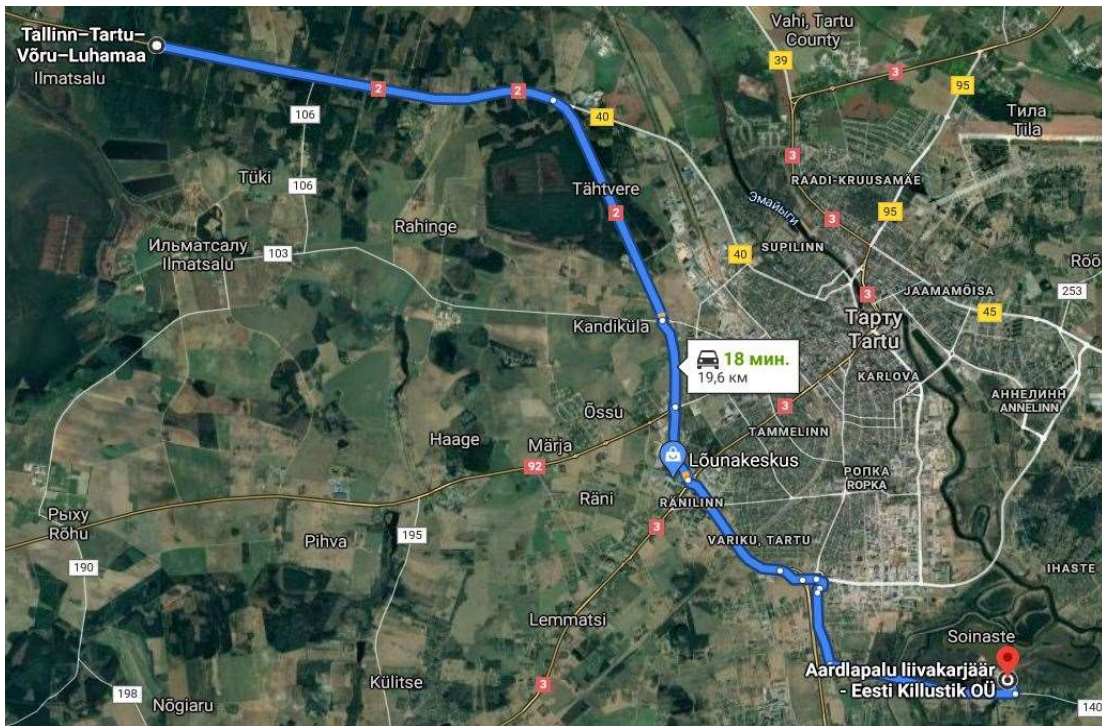 Tallinn–Tartu–
Võru–Luhamaa
Ilmatsalu
Vahi, Tartu
County
39
3
95
2
2
106
40
Тила
Tila
3
Tüki
106
Tähtvere
RAADI-KRUUSAMÄE
Эмайыги
95
2
3
Rahinge
Ильматсалу
Ilmatsalu
103
40
SUPILINN
Rõõ
253
3
JAAMAMÕISA
45
Kandiküla
Тарту
Tartu
18 мин.
19,6 км
KARLOVA
АННЕЛИНН
ANNELINN
3
Õssu
Haage
Märja
TAMMELINN
92
Lõunakeskus
РОПКА
ROPKA
Räni
RÄNILINN
Рыху
Rõhu
195
3
Pihva
VARIKU, TARTU
190
IHASTE
Lemmatsi
Soinaste
Aardlapalu liivakarjäär
- Eesti Killustik OÜ
Külitse
3
198
Nõgiaru
140